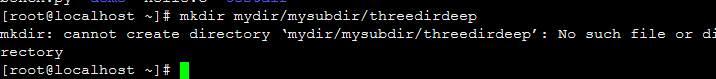 [root@localhost ~]# mkdir mydir/mysubdir/threedirdeep
mkdir: cannot create directory ‘mydir/mysubdir/threedirdeep’: No such file or di
rectory
[root@localhost ~]#